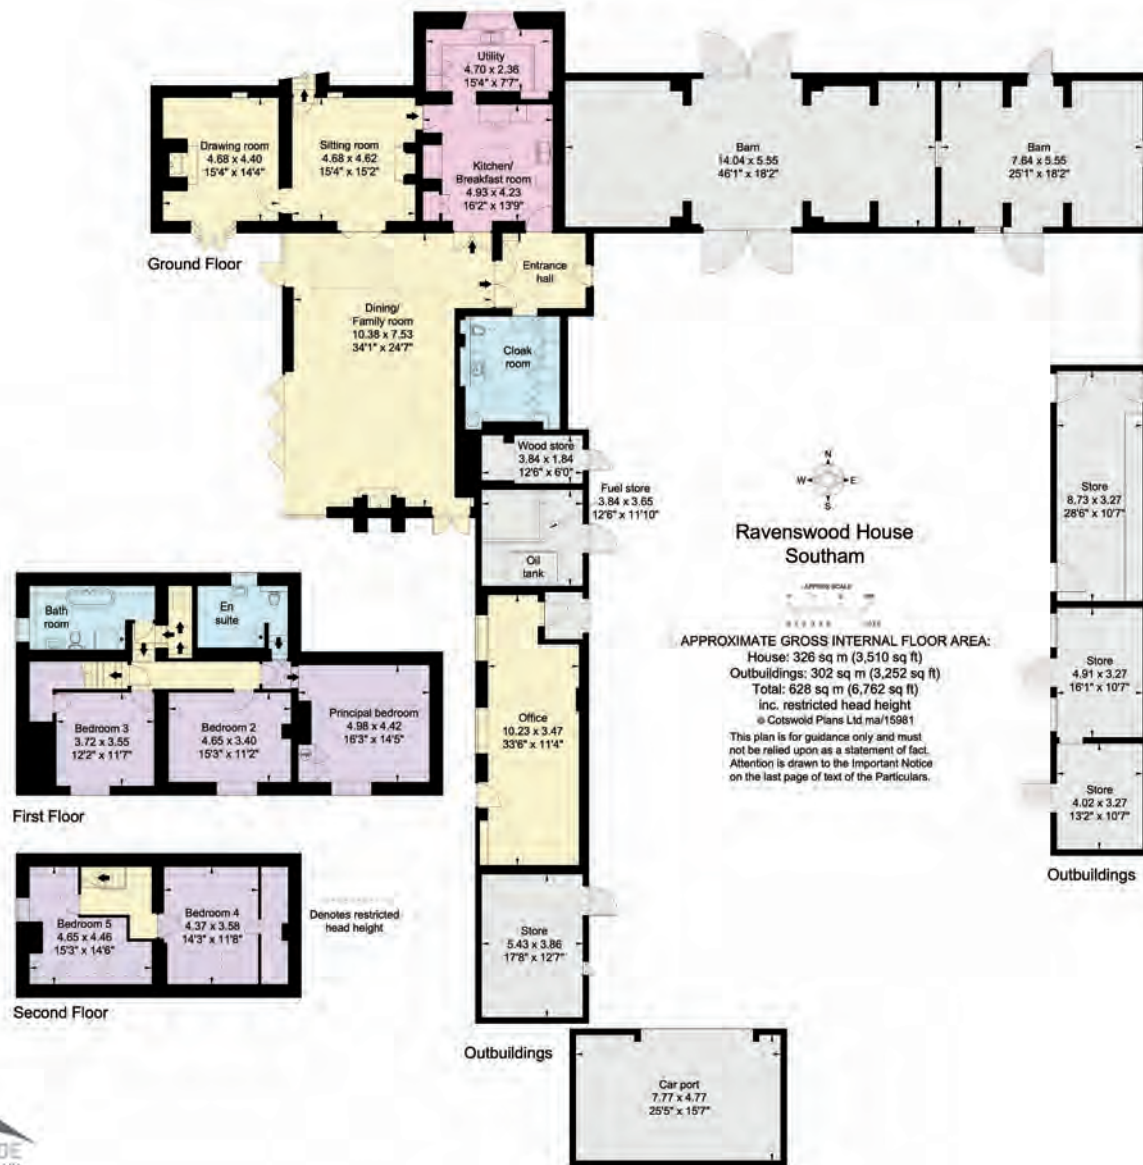 Utility
4.70 x 2.36
15'4" x 7'7"
Drawing room
4.68 x 4.40
15'4" x 14'4"
Sitting room
4.68 x 4.62
15'4" x 15'2"
Kitchen/
Breakfast room
4.93 x 4.23
16'2" x 13'9"
Barn
14.04 x 5.55
46'1" x 18'2"
Barn
7.64 x 5.55
25'1" x 18'2"
Ground Floor
Entrance
hall
Dining/
Family room
10.38 x 7.53
34'1" x 24'7"
Cloak
room
Wood store
3.84 x 1.84
12'6" x 6'0"
Fuel store
3.84 x 3.65
12'6" x 11'10"
Oil
tank
N
W E
S
Ravenswood House
Southam
APPROX SCALE
APPROXIMATE GROSS INTERNAL FLOOR AREA:
House: 326 sq m (3,510 sq ft)
Outbuildings: 302 sq m (3,252 sq ft)
Total: 628 sq m (6,762 sq ft)
inc. restricted head height
© Cotswold Plans Ltd ma/15981
This plan is for guidance only and must
not be relied upon as a statement of fact.
Attention is drawn to the Important Notice
on the last page of text of the Particulars.
Store
8.73 x 3.27
28'6" x 10'7"
Store
4.91 x 3.27
16'1" x 10'7"
Store
4.02 x 3.27
13'2" x 10'7"
Outbuildings
Bath
room
En
suite
Bedroom 3
3.72 x 3.55
12'2" x 11'7"
Bedroom 2
4.65 x 3.40
15'3" x 11'2"
Principal bedroom
4.98 x 4.42
16'3" x 14'5"
First Floor
Office
10.23 x 3.47
33'6" x 11'4"
Bedroom 5
4.65 x 4.46
15'3" x 14'6"
Bedroom 4
4.37 x 3.58
14'3" x 11'8"
Denotes restricted
head height
Second Floor
Store
5.43 x 3.86
17'8" x 12'7"
Outbuildings
Car port
7.77 x 4.77
25'5" x 15'7"